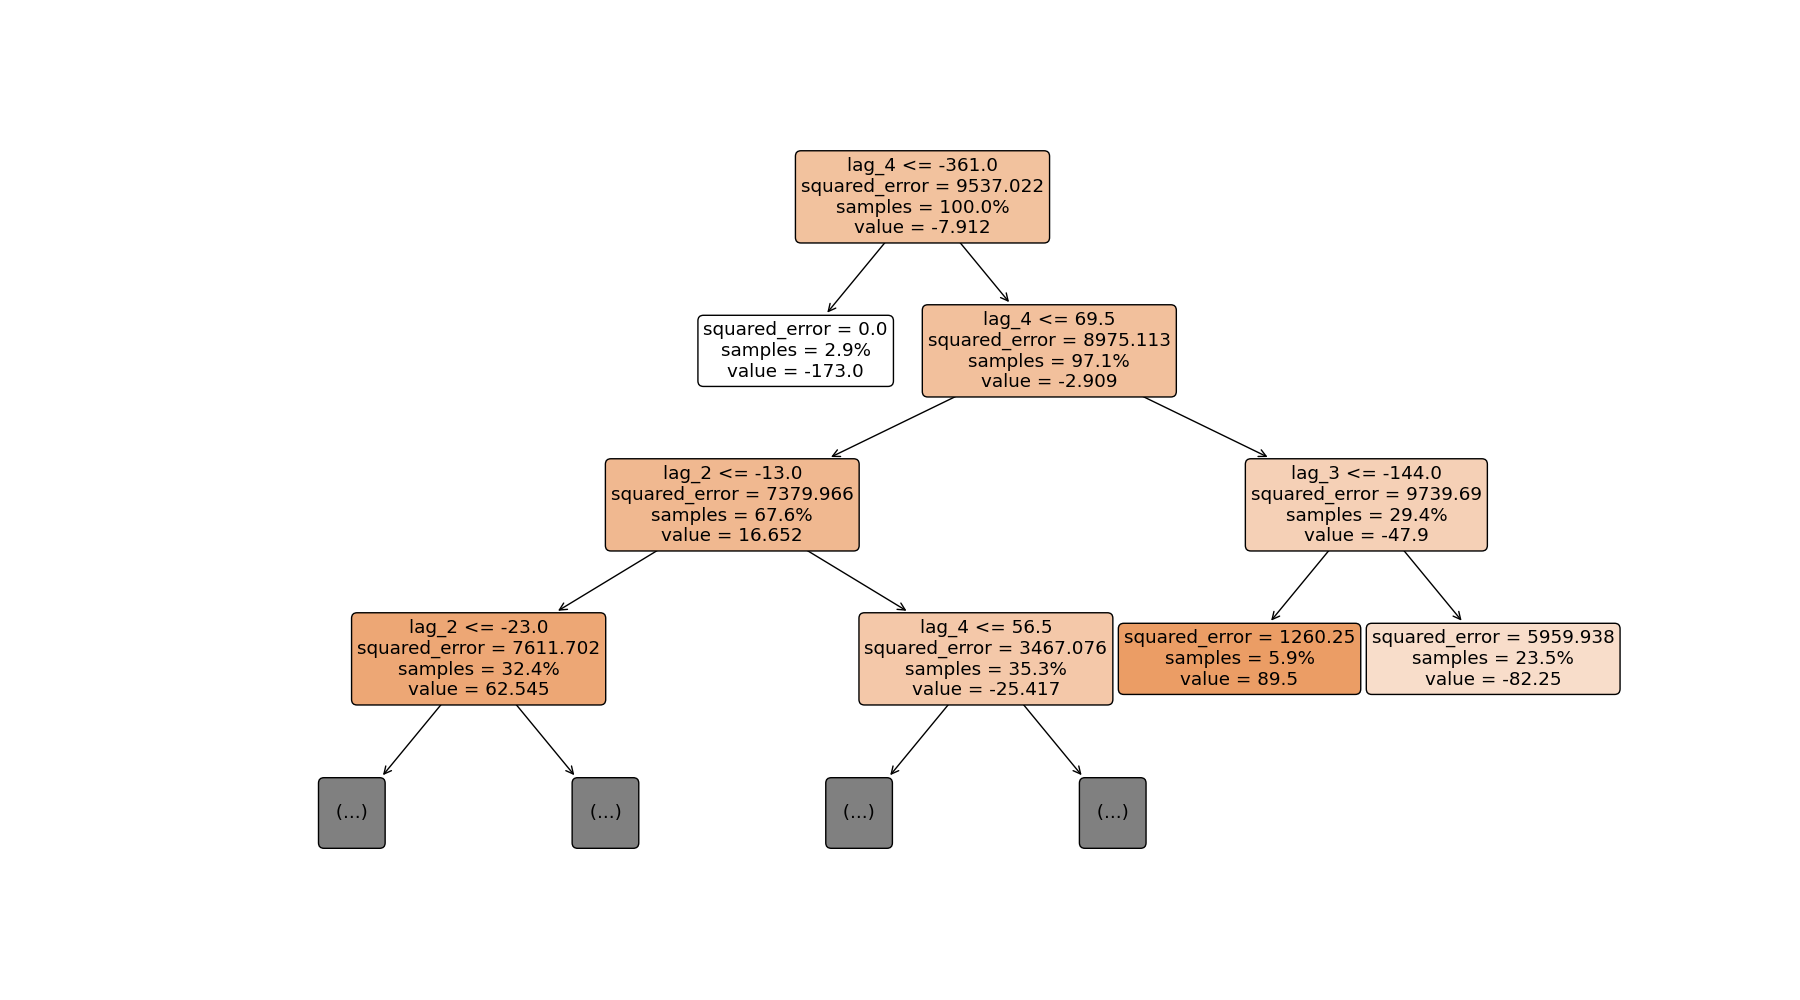 lag_4 <= -361.0
squared_error = 9537.022
samples = 100.0%
value = -7.912
squared_error = 0.0
samples = 2.9%
value = -173.0
lag_4 <= 69.5
squared_error = 8975.113
samples = 97.1%
value = -2.909
lag_2 <= -13.0
squared_error = 7379.966
samples = 67.6%
value = 16.652
lag_3 <= -144.0
squared_error = 9739.69
samples = 29.4%
value = -47.9
lag_2 <= -23.0
squared_error = 7611.702
samples = 32.4%
value = 62.545
lag_4 <= 56.5
squared_error = 3467.076
samples = 35.3%
value = -25.417
squared_error = 1260.25
samples = 5.9%
value = 89.5
squared_error = 5959.938
samples = 23.5%
value = -82.25
(...)
(...)
(...)
(...)